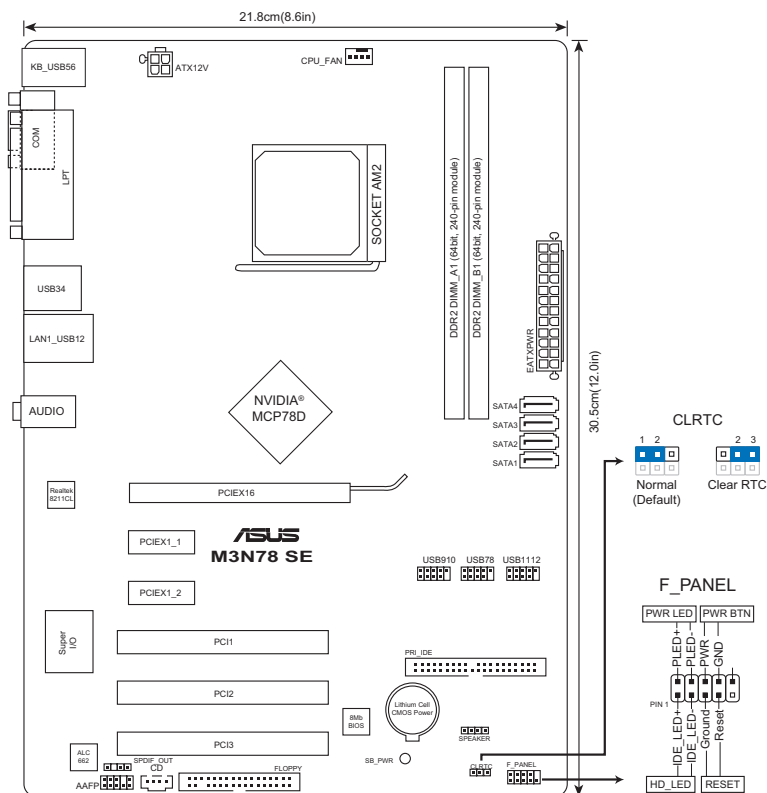 21.8cm(8.6in)
KB_USB56
ATX12V
CPU_FAN
COM
LPT
SOCKET AM2
DDR2 DIMM_A1 (64bit, 240-pin module)
DDR2 DIMM_B1 (64bit, 240-pin module)
EATXPWR
30.5cm(12.0in)
USB34
LAN1_USB12
AUDIO
NVIDIA®
MCP78D
SATA4
SATA3
SATA2
SATA1
CLRTC
1 2
2 3
Normal
(Default)
Clear RTC
Realtek
8211CL
PCIEX16
PCIEX1_1
ASUS
M3N78 SE
USB910
USB78
USB1112
PCIEX1_2
F_PANEL
PWR LED
PWR BTN
PLED+
PLED-
PWR
GND
PIN 1
IDE_LED+
IDE_LED-
Ground
Reset
HD_LED
RESET
Super
I/O
PCI1
PRI_IDE
PCI2
Lithium Cell
CMOS Power
8Mb
BIOS
SPEAKER
PCI3
ALC
662
SPDIF_OUT
CD
FLOPPY
SB_PWR
CLRTC
F_PANEL
AAFP